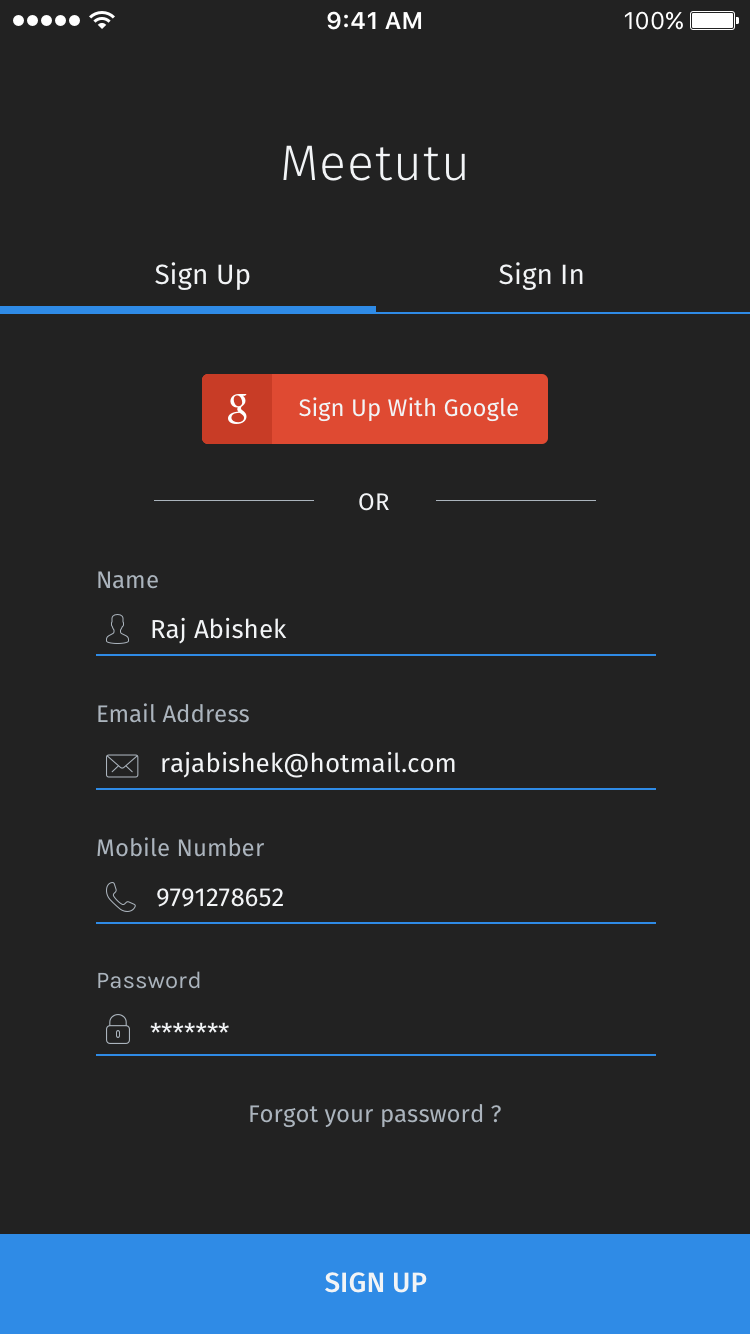 9:41 AM 100%
Meetutu
Sign Up Sign In
g Sign Up With Google
OR
Name
Raj Abishek
Email Address
rajabishek@hotmail.com
Mobile Number
9791278652
Password
*******
Forgot your password ?
SIGN UP